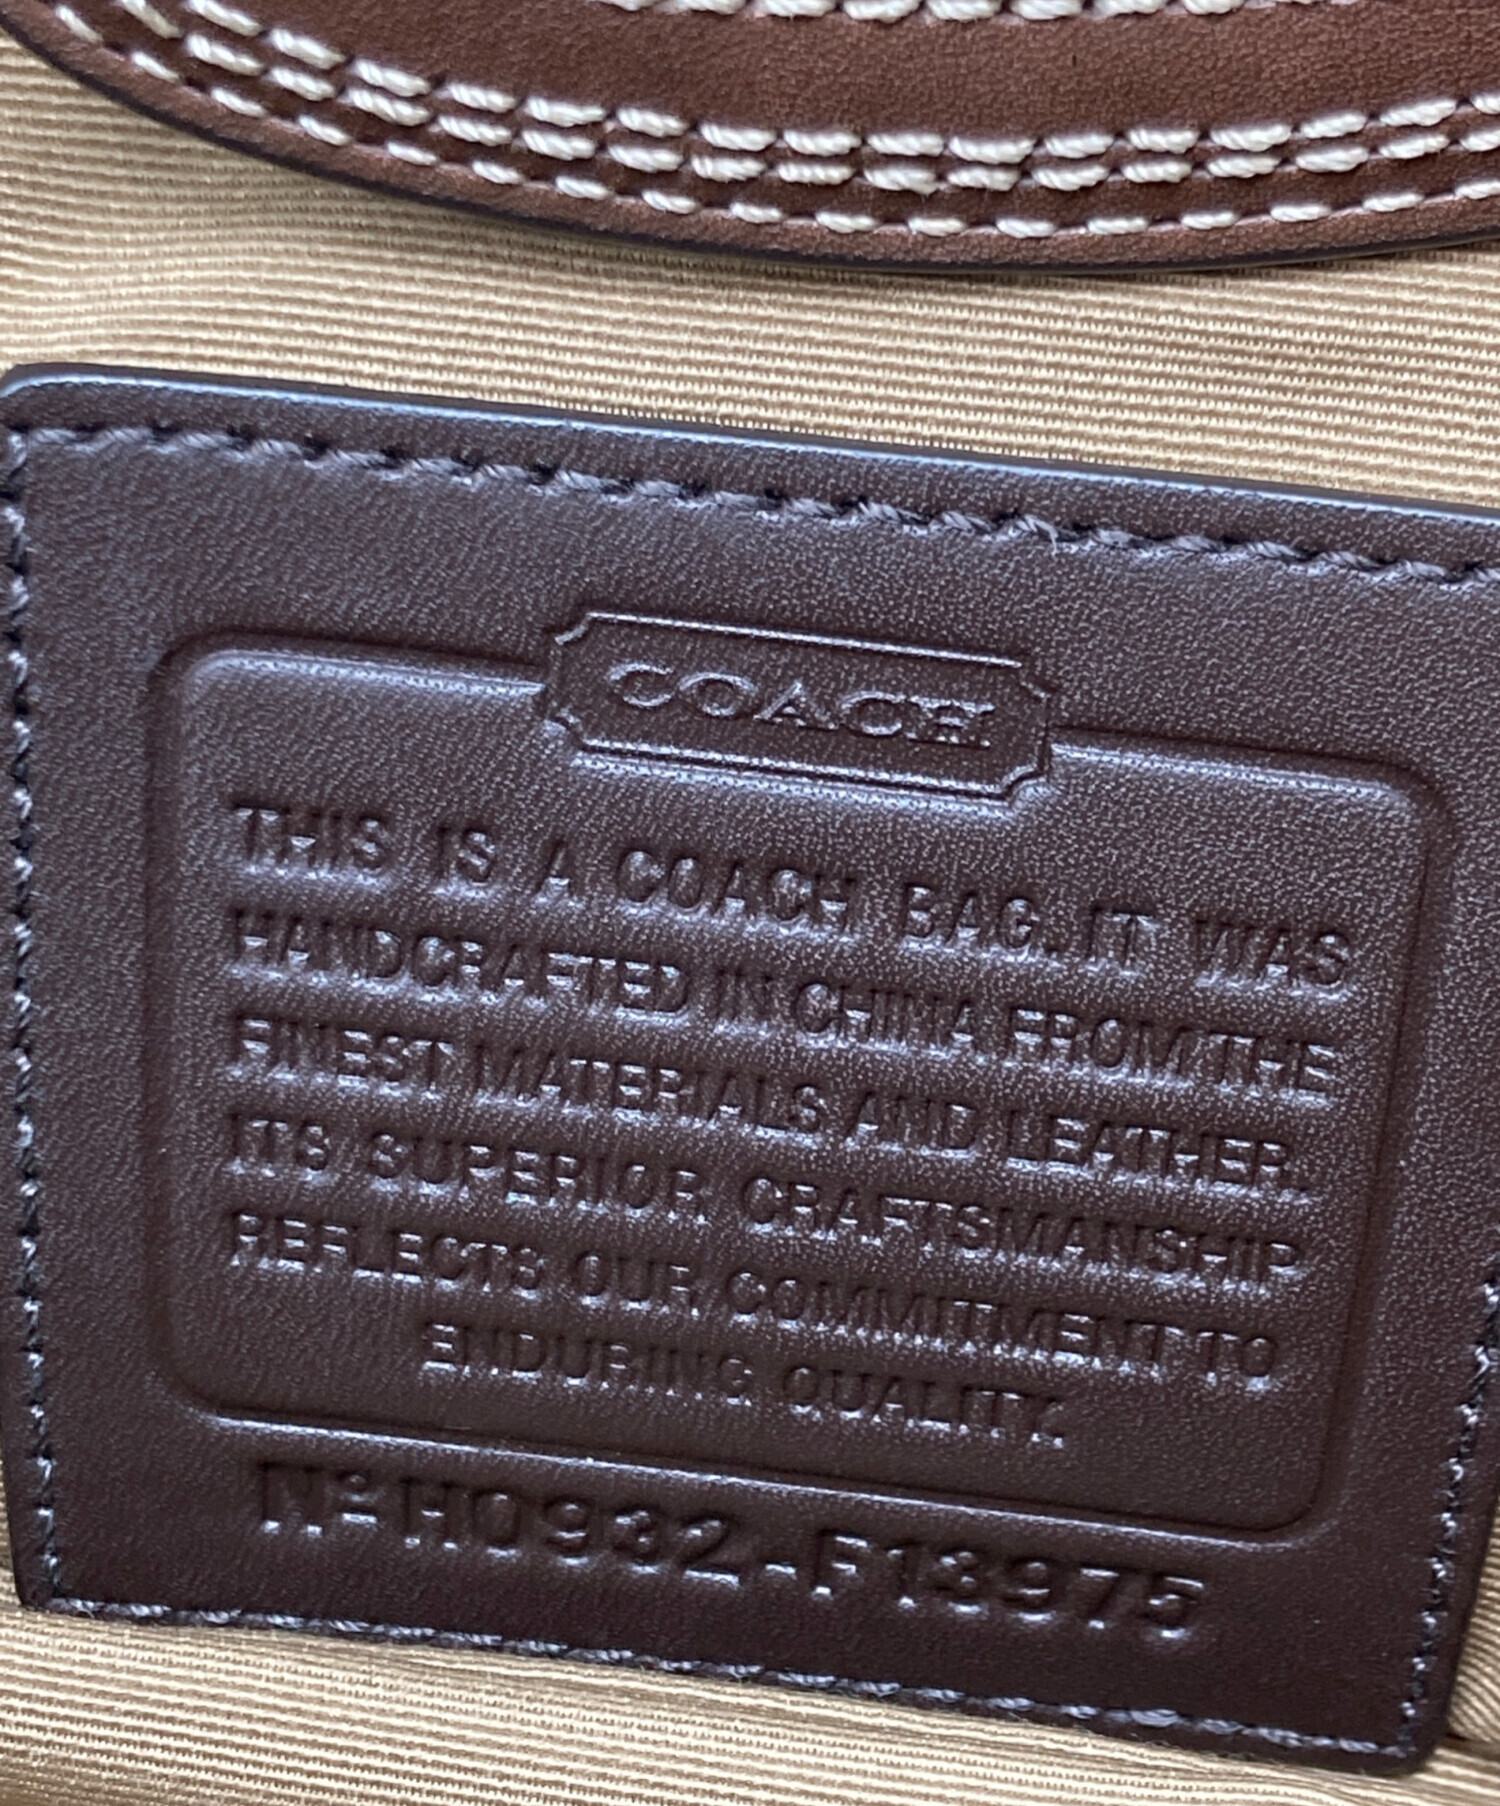 COACH
THIS IS A COACH BAG. IT WAS
HANDCRAFTED IN CHINA FROM THE
FINEST MATERIALS AND LEATHER.
ITS SUPERIOR CRAFTSMANSHIP
REFLECTS OUR COMMITMENT TO
ENDURING QUALITY.
Nº H0932-F13975